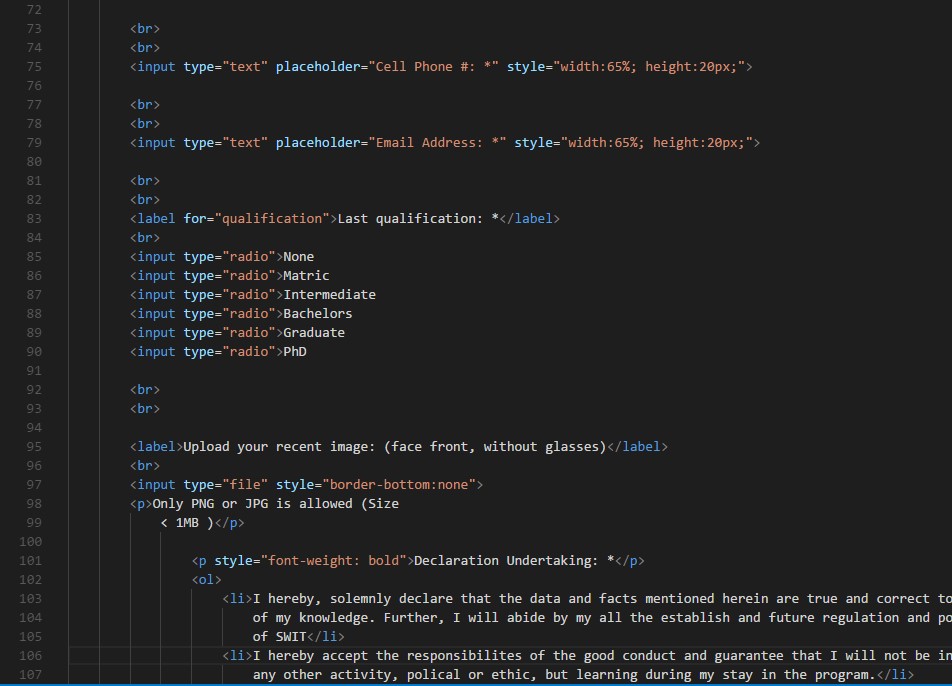 72
73 <br>
74 <br>
75 <input type="text" placeholder="Cell Phone #: *" style="width:65%; height:20px;">
76
77 <br>
78 <br>
79 <input type="text" placeholder="Email Address: *" style="width:65%; height:20px;">
80
81 <br>
82 <br>
83 <label for="qualification">Last qualification: *</label>
84 <br>
85 <input type="radio">None
86 <input type="radio">Matric
87 <input type="radio">Intermediate
88 <input type="radio">Bachelors
89 <input type="radio">Graduate
90 <input type="radio">PhD
91
92 <br>
93 <br>
94
95 <label>Upload your recent image: (face front, without glasses)</label>
96 <br>
97 <input type="file" style="border-bottom:none">
98 <p>Only PNG or JPG is allowed (Size
99 < 1MB )</p>
100
101 <p style="font-weight: bold">Declaration Undertaking: *</p>
102 <ol>
103 <li>I hereby, solemnly declare that the data and facts mentioned herein are true and correct to
104 of my knowledge. Further, I will abide by my all the establish and future regulation and po
105 of SWIT</li>
106 <li>I hereby accept the responsibilites of the good conduct and guarantee that I will not be in
107 any other activity, polical or ethic, but learning during my stay in the program.</li>